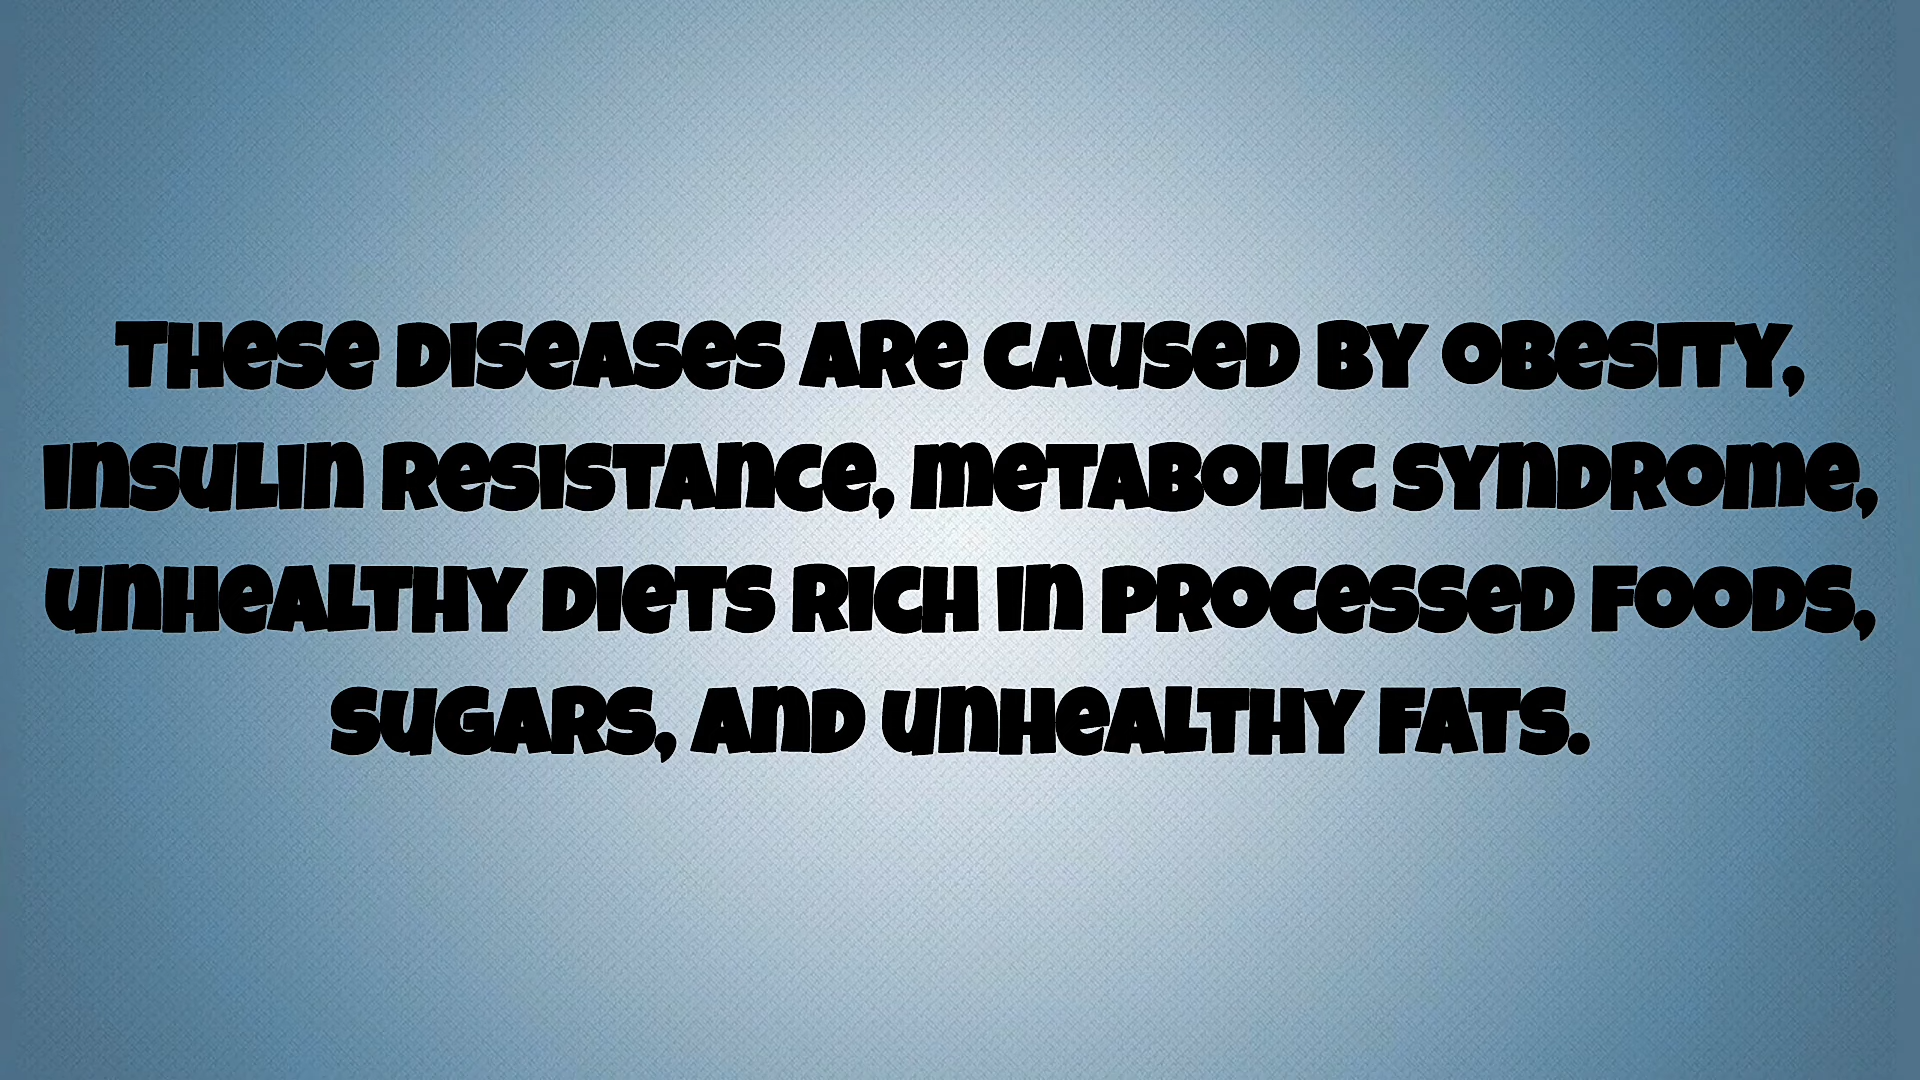 These diseases are caused by obesity,
insulin resistance, metabolic syndrome,
unhealthy diets rich in processed foods,
sugars, and unhealthy fats.